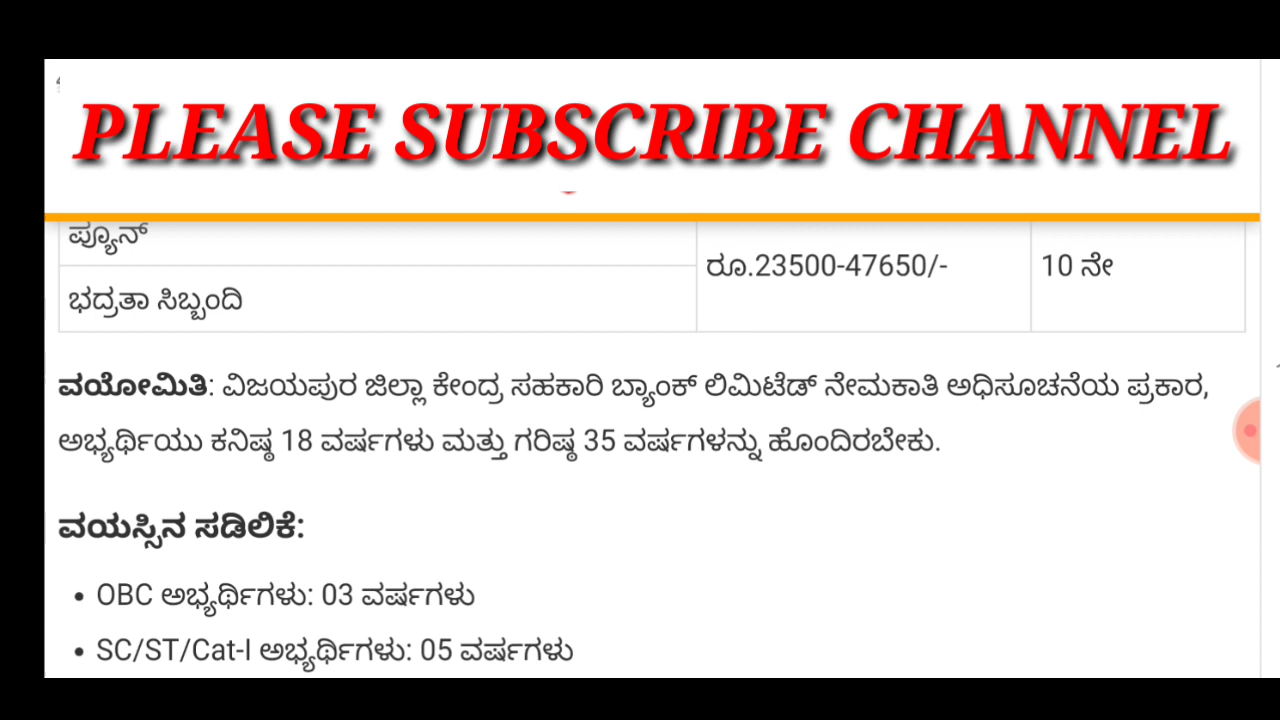 PLEASE SUBSCRIBE CHANNEL
ಪ್ಯೂನ್
ರೂ.23500-47650/- 10 ನೇ
ಭದ್ರತಾ ಸಿಬ್ಬಂದಿ
ವಯೋಮಿತಿ: ವಿಜಯಪುರ ಜಿಲ್ಲಾ ಕೇಂದ್ರ ಸಹಕಾರಿ ಬ್ಯಾಂಕ್ ಲಿಮಿಟೆಡ್ ನೇಮಕಾತಿ ಅಧಿಸೂಚನೆಯ ಪ್ರಕಾರ,
ಅಭ್ಯರ್ಥಿಯು ಕನಿಷ್ಠ 18 ವರ್ಷಗಳು ಮತ್ತು ಗರಿಷ್ಠ 35 ವರ್ಷಗಳನ್ನು ಹೊಂದಿರಬೇಕು.
ವಯಸ್ಸಿನ ಸಡಿಲಿಕೆ:
• OBC ಅಭ್ಯರ್ಥಿಗಳು: 03 ವರ್ಷಗಳು
• SC/ST/Cat-I ಅಭ್ಯರ್ಥಿಗಳು: 05 ವರ್ಷಗಳು